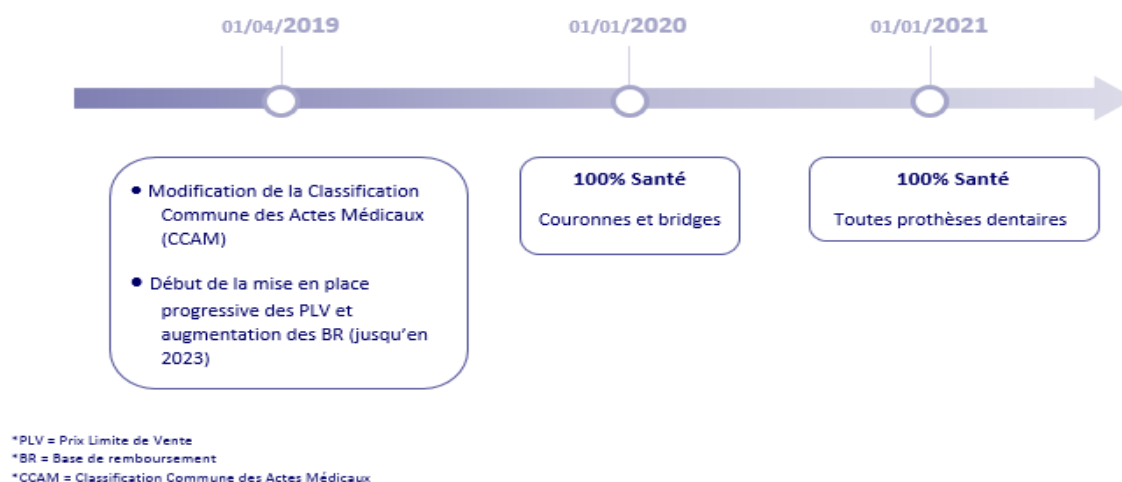 01/04/2019
01/01/2020
01/01/2021
• Modification de la Classification
Commune des Actes Médicaux
(CCAM)
• Début de la mise en place
progressive des PLV et
augmentation des BR (jusqu'en
2023)
100% Santé
Couronnes et bridges
100% Santé
Toutes prothèses dentaires
*PLV = Prix Limite de Vente
*BR = Base de remboursement
*CCAM = Classification Commune des Actes Médicaux